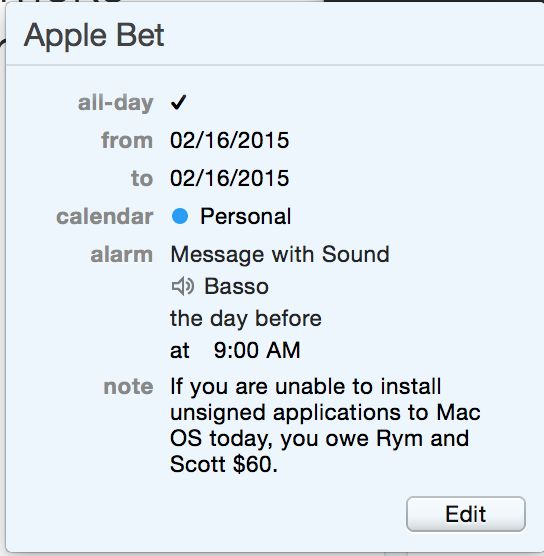 Apple Bet
all-day ✓
from 02/16/2015
to 02/16/2015
calendar Personal
alarm Message with Sound
Basso
the day before
at 9:00 AM
note If you are unable to install
unsigned applications to Mac
OS today, you owe Rym and
Scott $60.
Edit